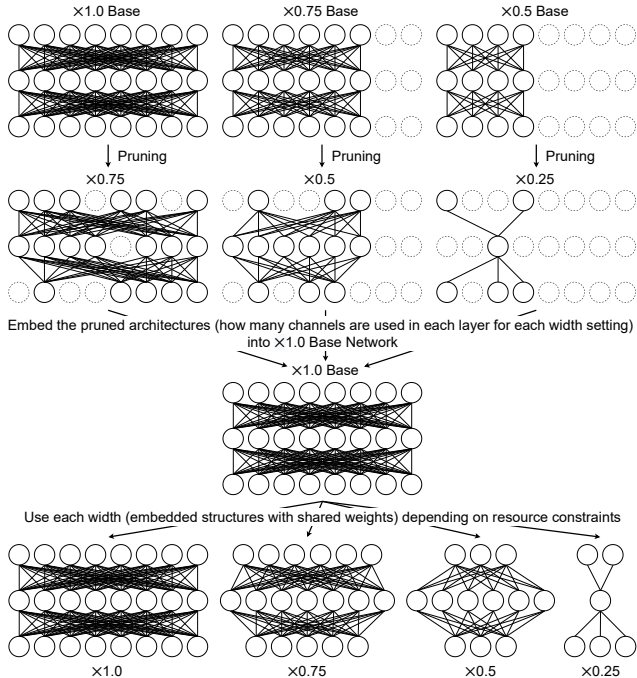 ×1.0 Base ×0.75 Base ×0.5 Base
Pruning Pruning Pruning
×0.75 ×0.5 ×0.25
Embed the pruned architectures (how many channels are used in each layer for each width setting)
into ×1.0 Base Network
×1.0 Base
Use each width (embedded structures with shared weights) depending on resource constraints
×1.0 ×0.75 ×0.5 ×0.25